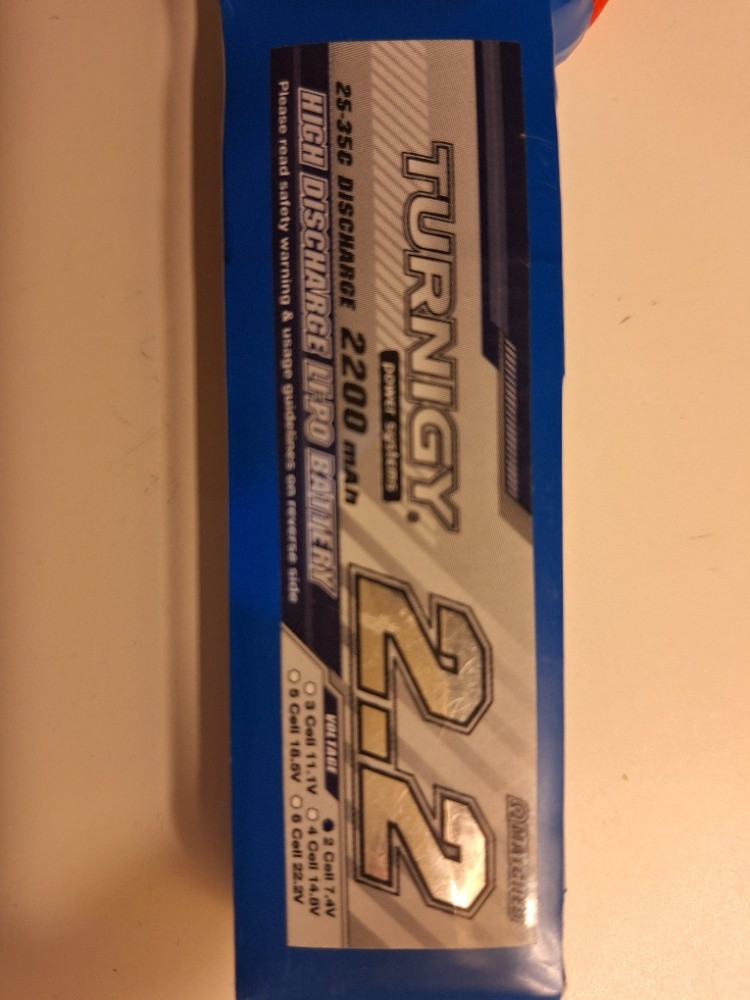 ΩMATCHED
TURNIGY.
power systems
2.2
25-35C DISCHARGE 2200 mAh
HIGH DISCHARGE LI-PO BATTERY
Please read safety warning & usage guidelines on reverse side
VOLTAGE
2 Cell 7.4V
3 Cell 11.1V
4 Cell 14.8V
5 Cell 18.5V
6 Cell 22.2V